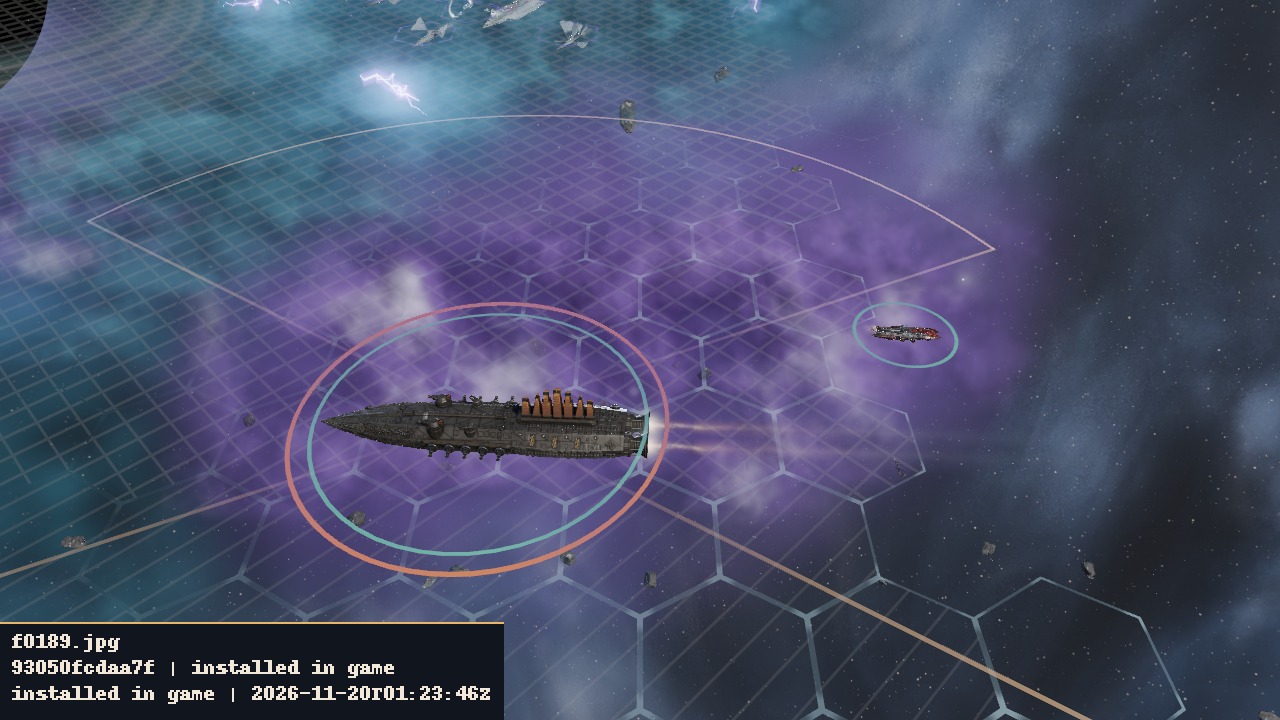 f0189.jpg
93050fcdaa7f | installed in game
installed in game | 2026-11-20T01:23:46Z